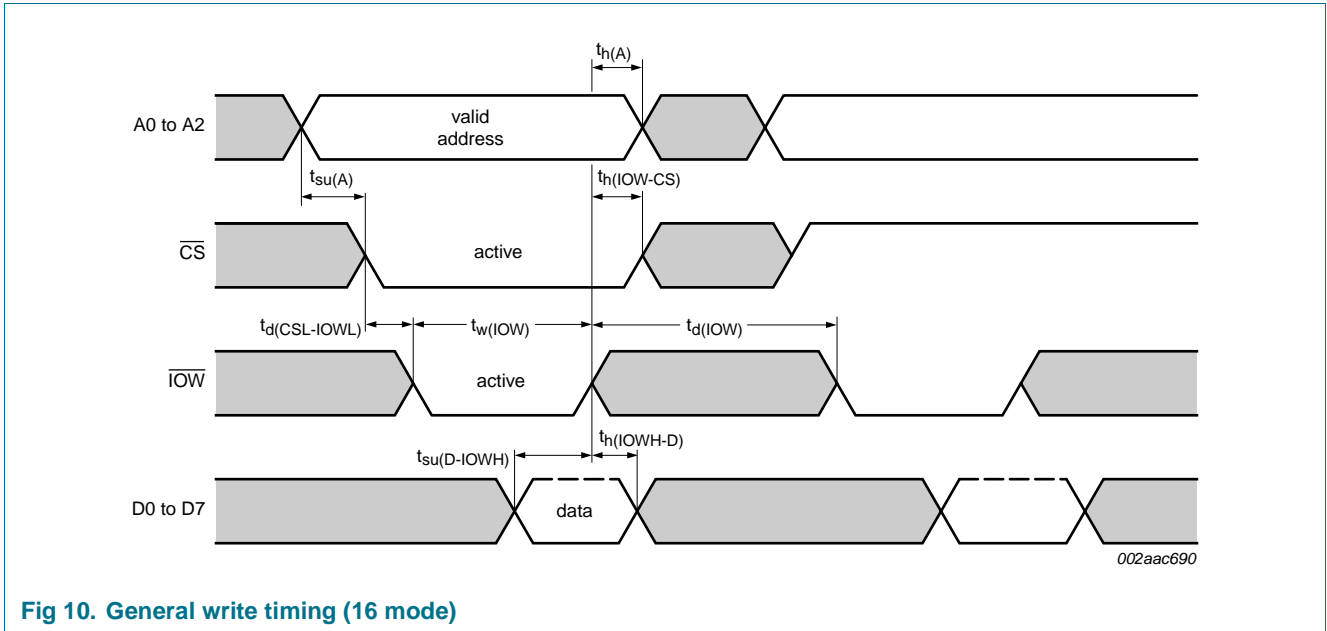 th(A)
A0 to A2
valid
address
tsu(A)
th(IOW-CS)
CS
active
td(CSL-IOWL)
tw(IOW)
td(IOW)
IOW
active
tsu(D-IOWH)
th(IOWH-D)
D0 to D7
data
002aac690
Fig 10. General write timing (16 mode)